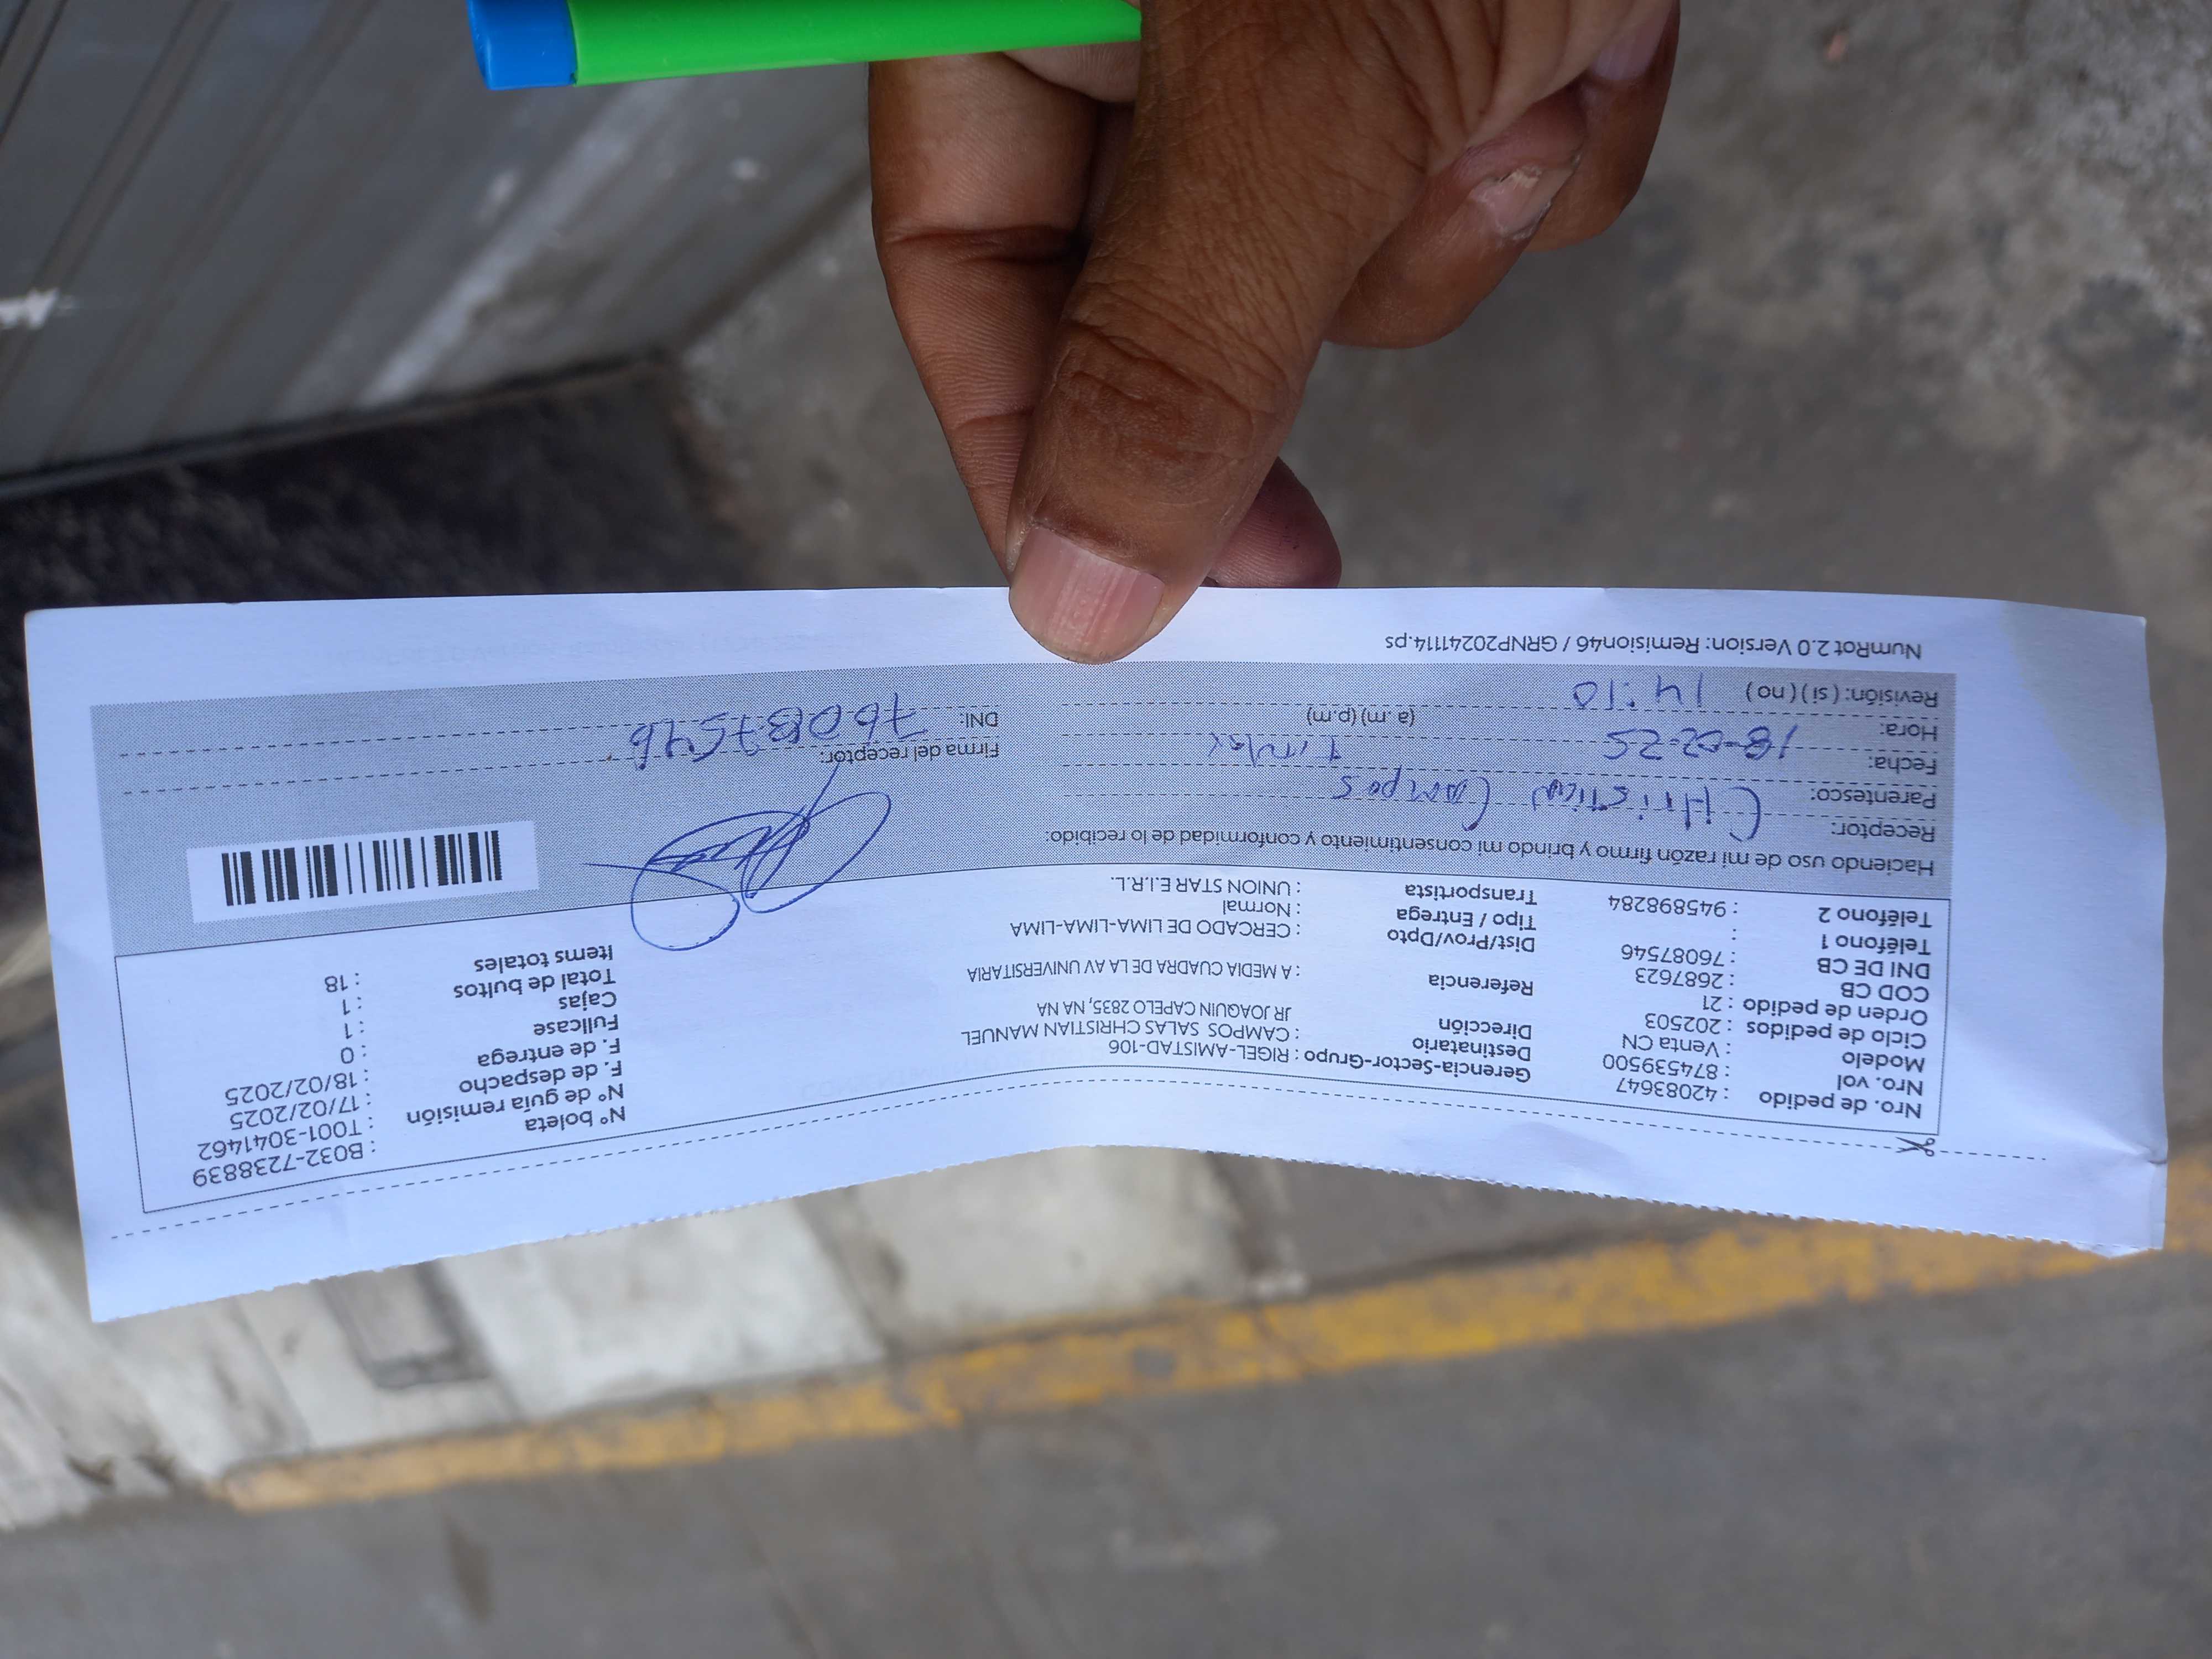 Nro. de pedido : 42083647
Nro. vol : 874539500
Modelo : Venta CN
Ciclo de pedidos : 202503
Orden de pedido : 21
COD CB : 2687623
DNI DE CB : 76087546
Teléfono 1 :
Teléfono 2 : 945898284
Gerencia-Sector-Grupo : RIGEL-AMISTAD-106
Destinatario : CAMPOS SALAS CHRISTIAN MANUEL
Dirección JR JOAQUIN CAPELO 2835, NA NA
Referencia : A MEDIA CUADRA DE LA AV UNIVERSITARIA
Dist/Prov/Dpto : CERCADO DE LIMA-LIMA-LIMA
Tipo / Entrega : Normal
Transportista : UNION STAR E.I.R.L.
N° boleta : B032-7238839
N° de guía remisión : T001-3041462
F. de despacho : 17/02/2025
F. de entrega : 18/02/2025
Fullcase : 0
Cajas : 1
Total de bultos : 1
Items totales : 18
Haciendo uso de mi razón firmo y brindo mi consentimiento y conformidad de lo recibido:
Receptor: CHristian Campos
Parentesco: Titular
Fecha: 18-02-25
Hora: (a.m) (p.m)
Revisión: ( si ) ( no ) 14:10
Firma del receptor:
DNI: 76087546
NumRot 2.0 Version: Remision46 / GRNP20241114.ps